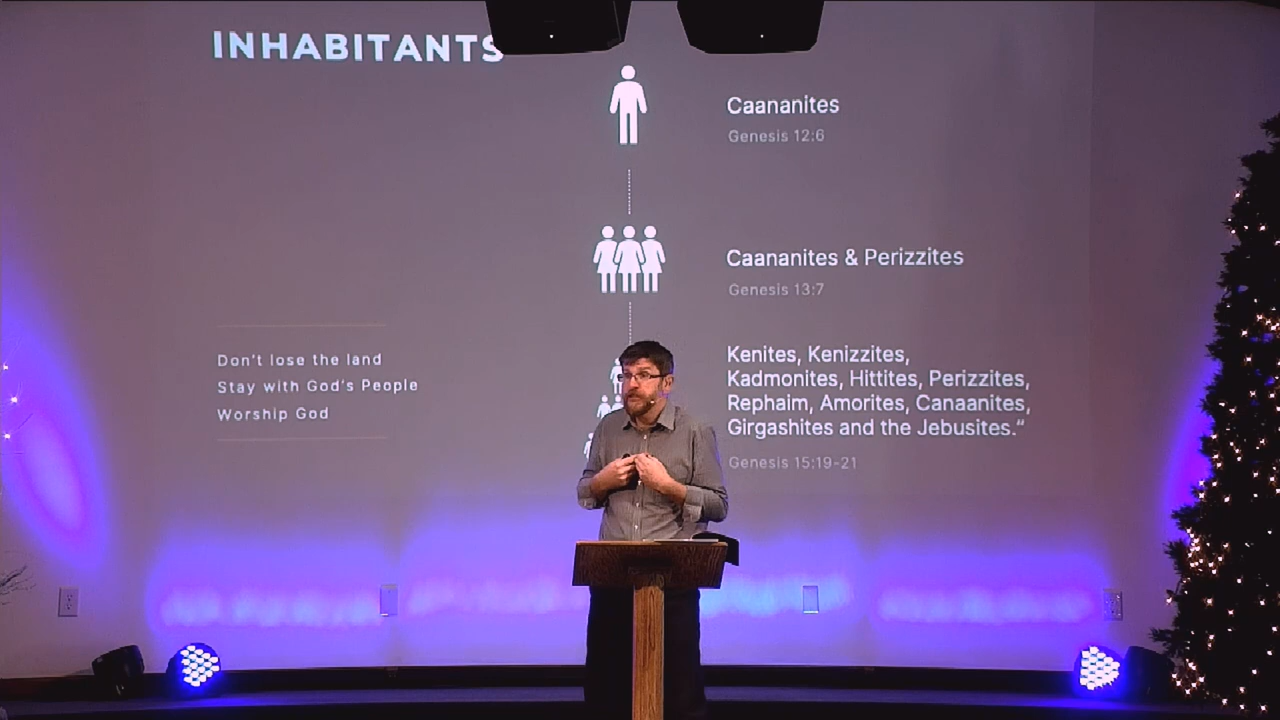 INHABITANTS
Caananites
Genesis 12:6
Caananites & Perizzites
Genesis 13:7
Don't lose the land
Stay with God's People
Worship God
Kenites, Kenizzites,
Kadmonites, Hittites, Perizzites,
Rephaim, Amorites, Canaanites,
Girgashites and the Jebusites.“
Genesis 15:19-21